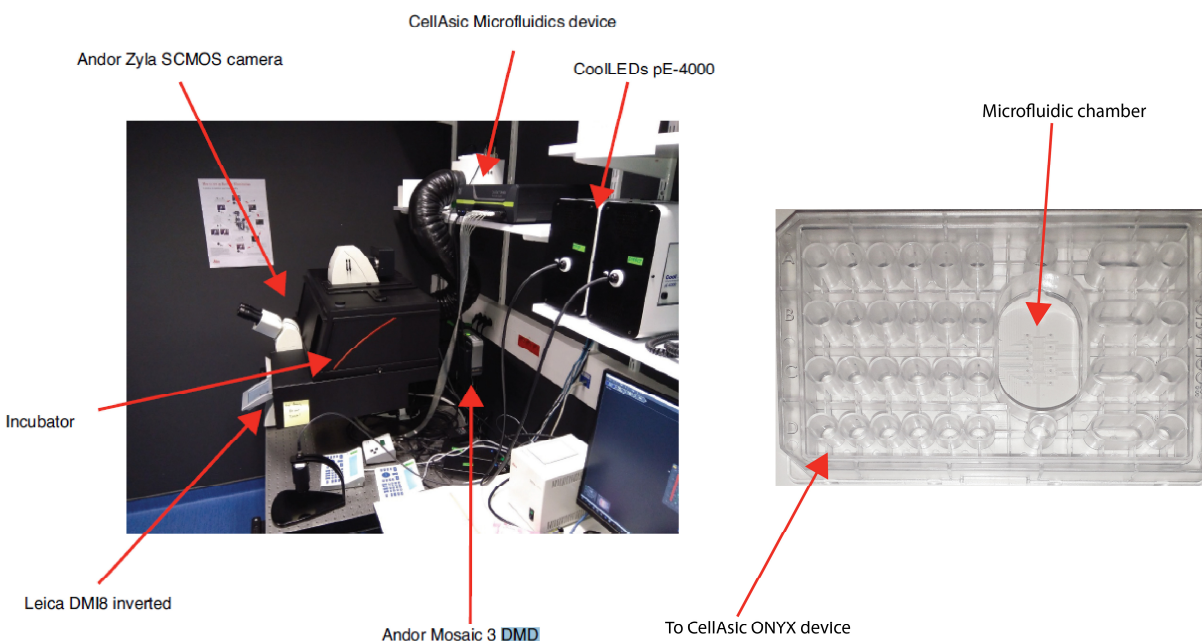 CellAsic Microfluidics device
Andor Zyla SCMOS camera
CoolLEDs pE-4000
Microfluidic chamber
Incubator
Leica DMI8 inverted
Andor Mosaic 3 DMD
To CellAsic ONYX device
A
B
C
D
Cool